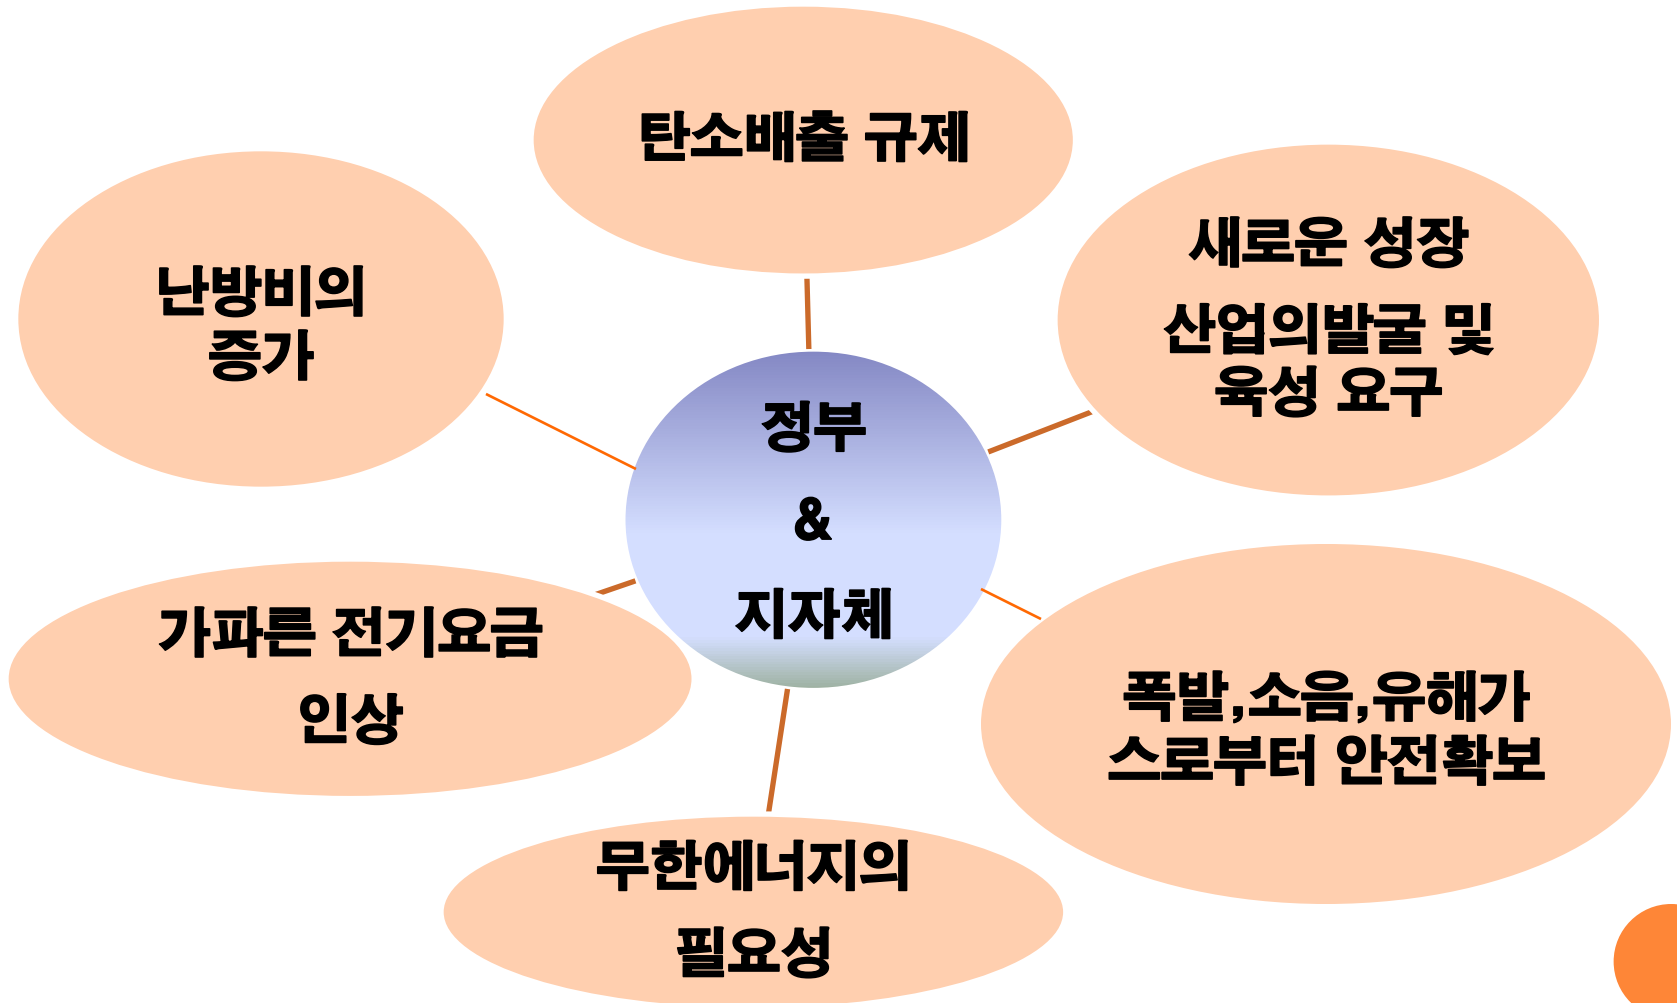 탄소배출 규제
새로운 성장
산업의발굴 및
육성 요구
난방비의
증가
정부
&
지자체
가파른 전기요금
인상
폭발,소음,유해가
스로부터 안전확보
무한에너지의
필요성